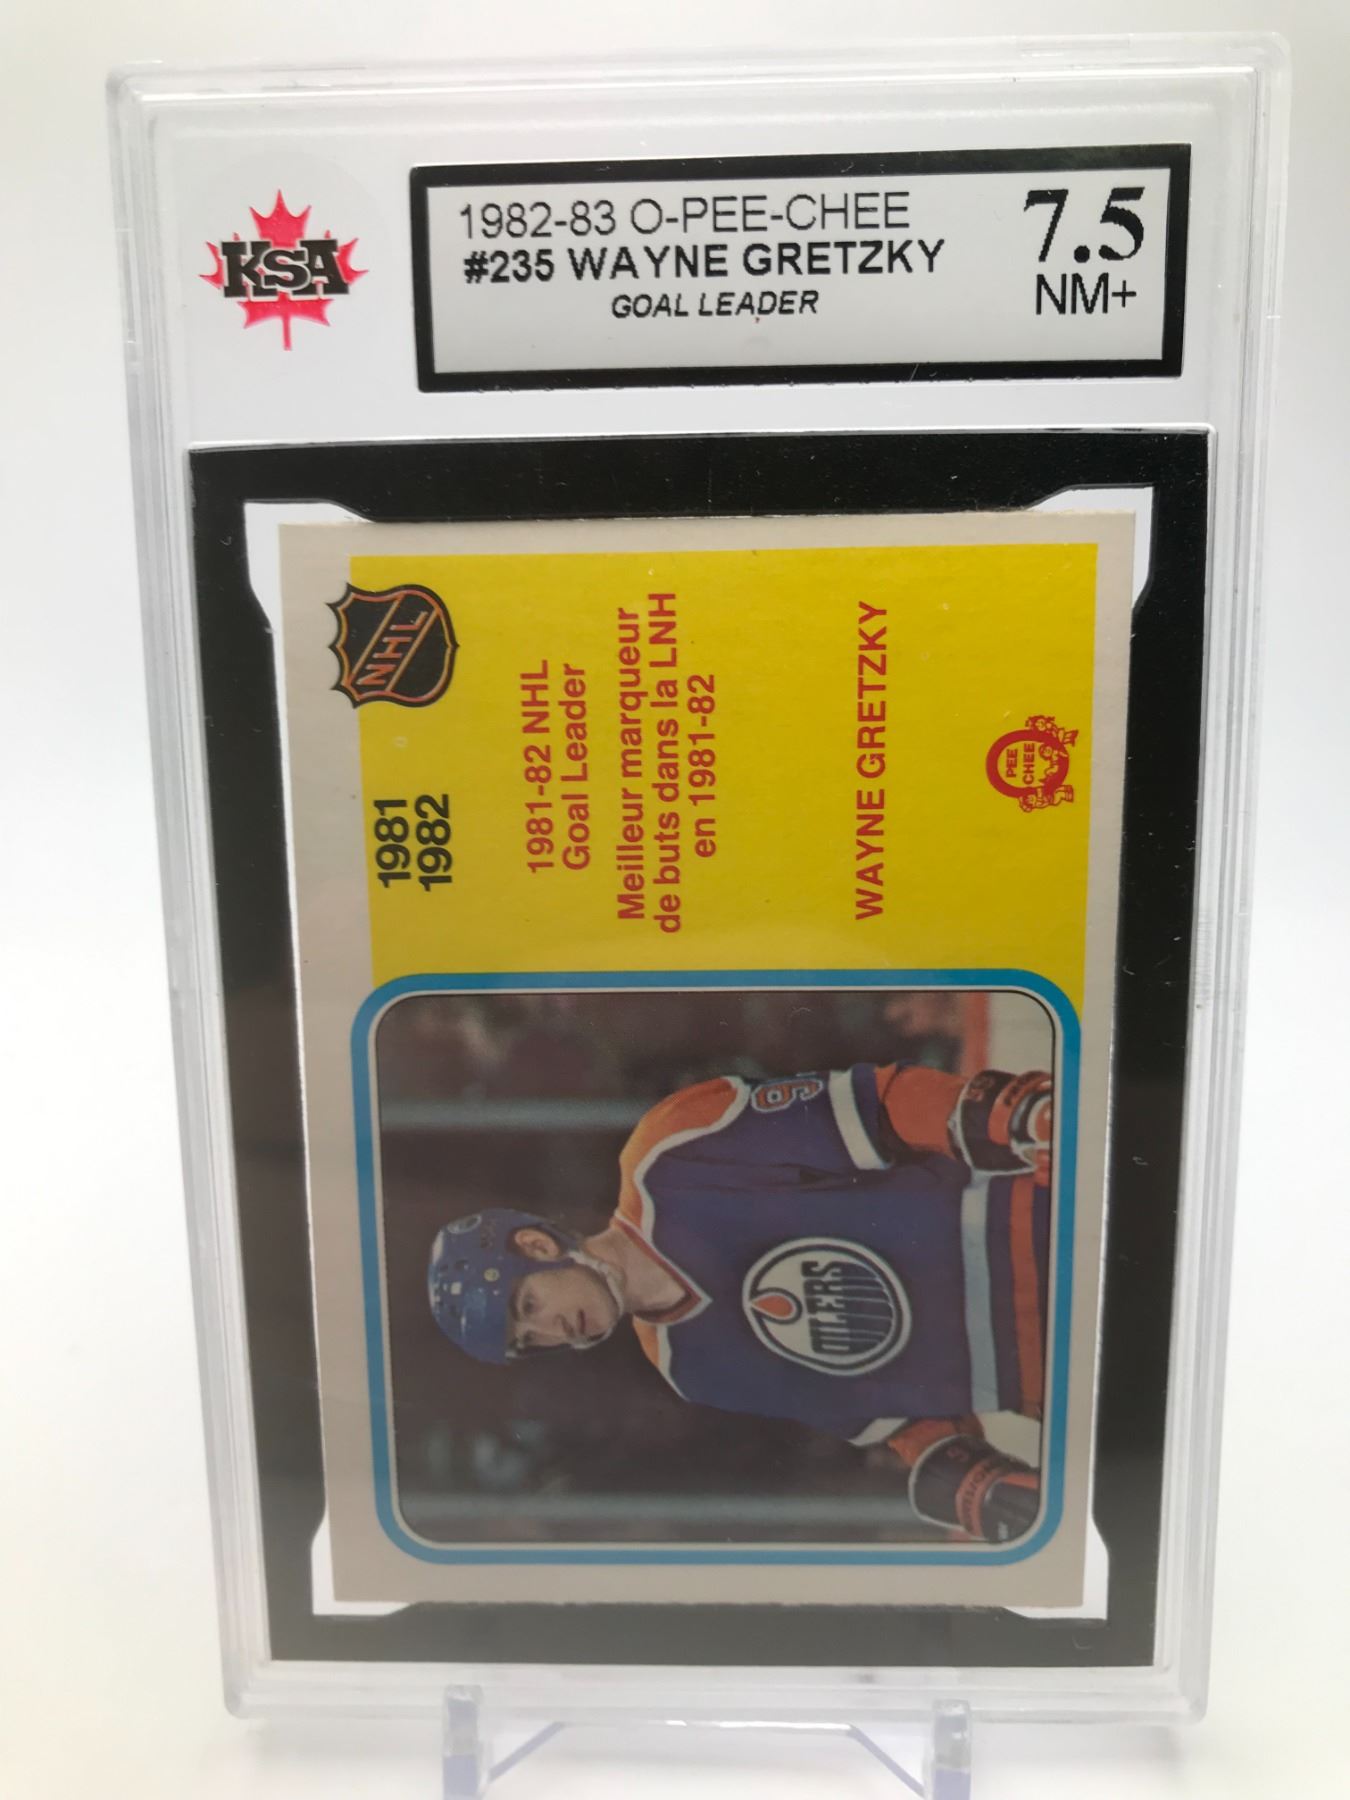 KSA
1982-83 O-PEE-CHEE
#235 WAYNE GRETZKY
GOAL LEADER
7.5
NM+
NHL
1981
1982
1981-82 NHL
Goal Leader
Meilleur marqueur
de buts dans la LNH
en 1981-82
WAYNE GRETZKY
O
PEE
CHEE
OILERS